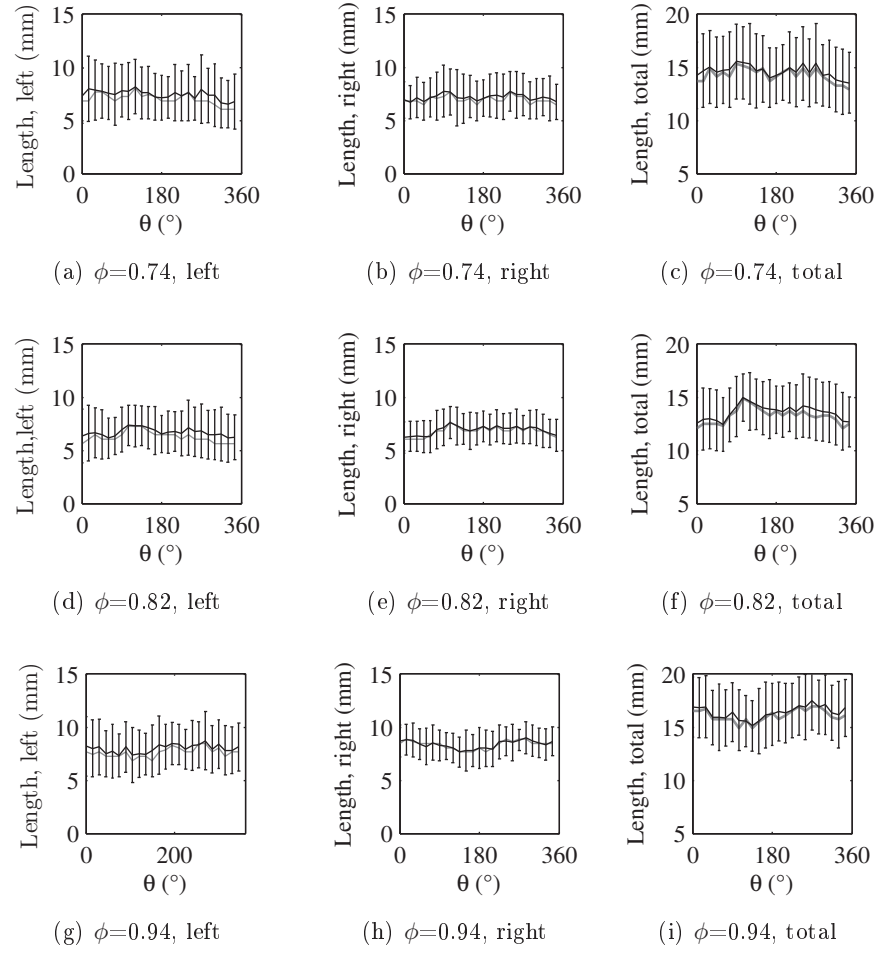 15
10
5
0
Length, left (mm)
0 180 360
θ (°)
(a) ϕ=0.74, left
15
10
5
0
Length, right (mm)
0 180 360
θ (°)
(b) ϕ=0.74, right
20
15
10
5
Length, total (mm)
0 180 360
θ (°)
(c) ϕ=0.74, total
15
10
5
0
Length,left (mm)
0 180 360
θ (°)
(d) ϕ=0.82, left
15
10
5
0
Length, right (mm)
0 180 360
θ (°)
(e) ϕ=0.82, right
20
15
10
5
Length, total (mm)
0 180 360
θ (°)
(f) ϕ=0.82, total
15
10
5
0
Length, left (mm)
0 200
θ (°)
(g) ϕ=0.94, left
15
10
5
0
Length, right (mm)
0 180 360
θ (°)
(h) ϕ=0.94, right
20
15
10
5
Length, total (mm)
0 180 360
θ (°)
(i) ϕ=0.94, total